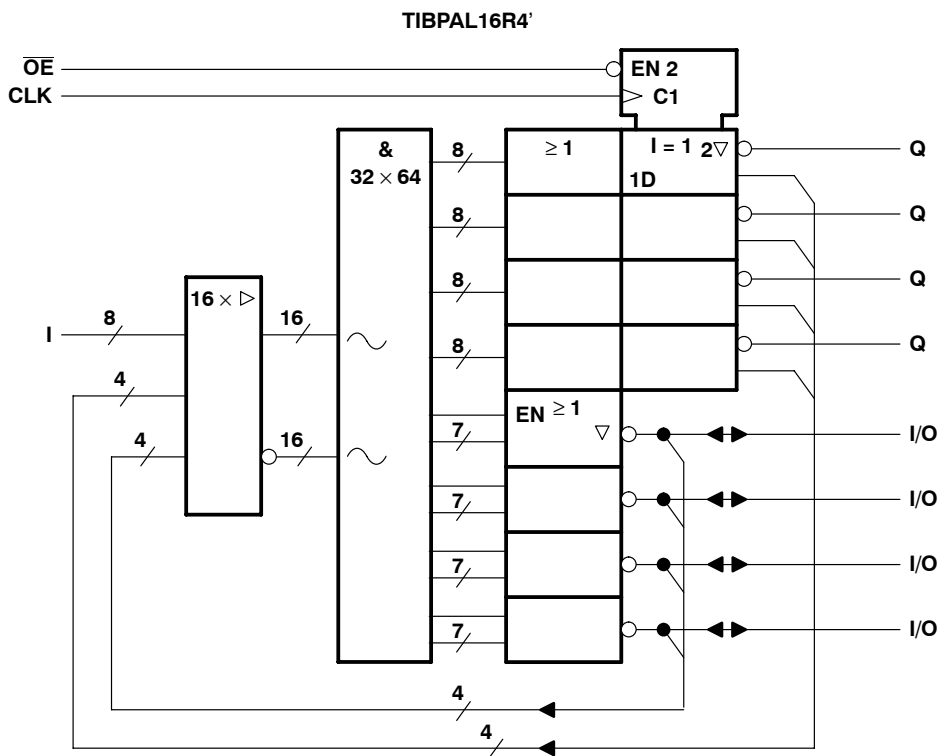 TIBPAL16R4’
OE
CLK
EN 2
C1
&
32 × 64
8
≥ 1
I = 1
2▽
1D
Q
8
Q
8
Q
8
Q
16 × ▷
I
8
16
4
4
16
EN
≥ 1
▽
7
I/O
7
I/O
7
I/O
7
I/O
4
4